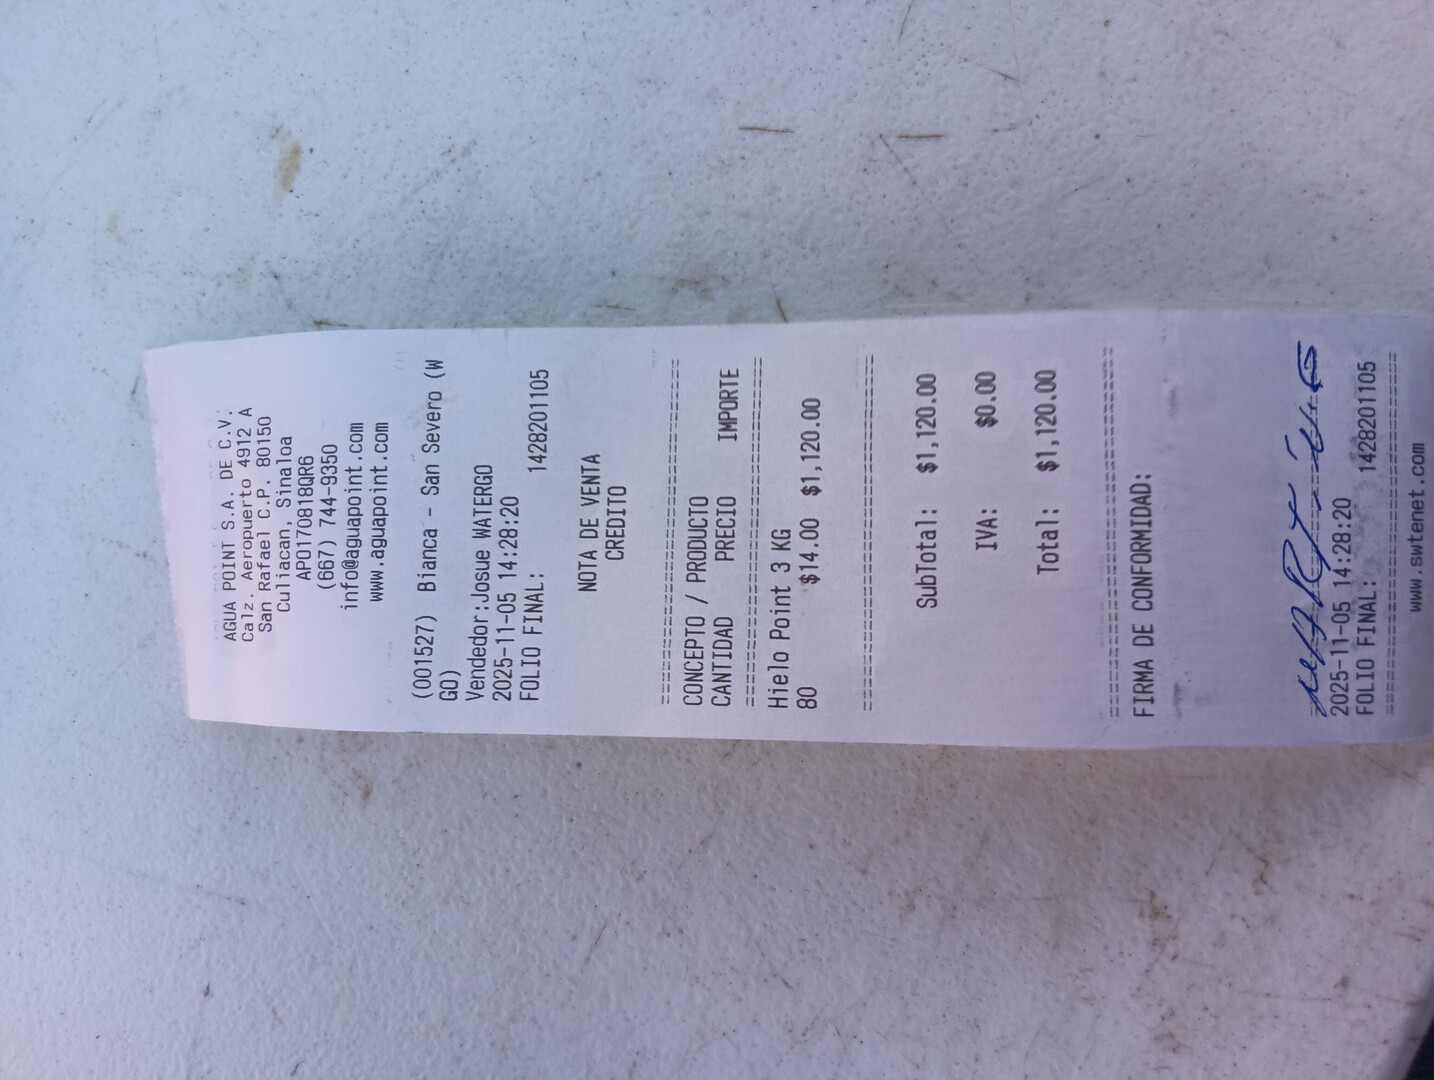 AGUA POINT S.A. DE C.V.
Calz. Aeropuerto 4912 A
San Rafael C.P. 80150
Culiacan, Sinaloa
APO170818QR6
(667) 744-9350
info@aguapoint.com
www.aguapoint.com
(001527) Bianca - San Severo (W
GO)
Vendedor:Josue WATERGO
2025-11-05 14:28:20
FOLIO FINAL: 1428201105
NOTA DE VENTA
CREDITO
==============================
CONCEPTO / PRODUCTO
CANTIDAD PRECIO IMPORTE
==============================
Hielo Point 3 KG
80 $14.00 $1,120.00
==============================
SubTotal: $1,120.00
IVA: $0.00
Total: $1,120.00
==============================
FIRMA DE CONFORMIDAD:
2025-11-05 14:28:20
FOLIO FINAL: 1428201105
==============================
www.swtenet.com